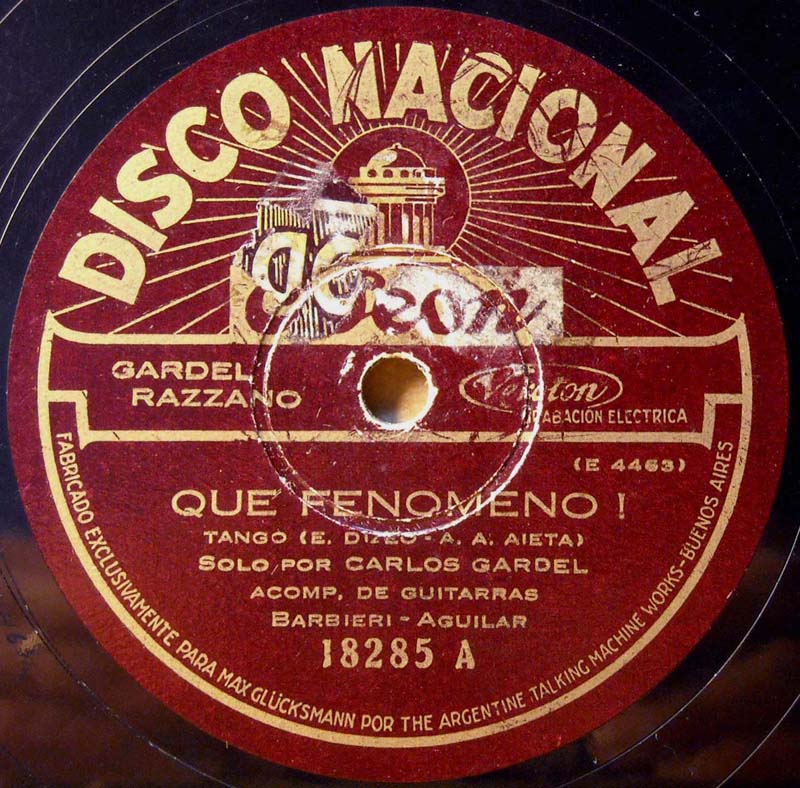 DISCO NACIONAL
Odeon
GARDEL
RAZZANO
Veroton
GRABACIÓN ELECTRICA
(E 4463)
QUE FENOMENO !
TANGO (E. DIZEO - A. A. AIETA)
SOLO POR CARLOS GARDEL
ACOMP. DE GUITARRAS
BARBIERI - AGUILAR
18285 A
FABRICADO EXCLUSIVAMENTE PARA MAX GLÜCKSMANN POR THE ARGENTINE TALKING MACHINE WORKS-BUENOS AIRES